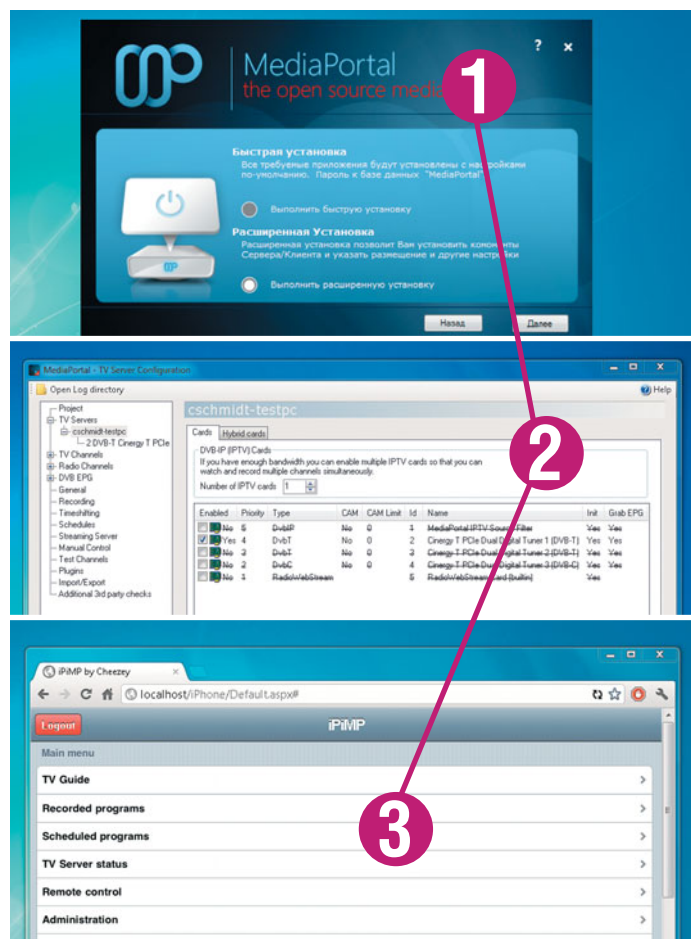 ? ×
MediaPortal
the open source med
1
Быстрая установка
Все требуемые приложения будут установлены с настройками
по-умолчанию. Пароль к базе данных "MediaPortal"
Выполнить быструю установку
Расширенная Установка
Расширенная установка позволит Вам установить компоненты
Сервера/Клиента и указать размещение и другие настройки
Выполнить расширенную установку
Назад Далее
MediaPortal - TV Server Configuration
Open Log directory Help
Project
TV Servers
cschmidt-testpc
2 DVB-T Cinergy T PCIe
TV Channels
Radio Channels
DVB EPG
General
Recording
Timeshifting
Schedules
Streaming Server
Manual Control
Test Channels
Plugins
Import/Export
Additional 3rd party checks
cschmidt-testpc
Cards Hybrid cards
DVB-IP (IPTV) Cards
If you have enough bandwidth you can enable multiple IPTV cards so that you can
watch and record multiple channels simultaneously.
Number of IPTV cards 1
2
Enabled Priority Type CAM CAM Limit Id Name Init Grab EPG
No 5 DvbIP No 0 1 MediaPortal IPTV Source Filter Yes Yes
Yes 4 DvbT No 0 2 Cinergy T PCIe Dual Digital Tuner 1 (DVB-T) Yes Yes
No 3 DvbT No 0 3 Cinergy T PCIe Dual Digital Tuner 2 (DVB-T) Yes Yes
No 2 DvbC No 0 4 Cinergy T PCIe Dual Digital Tuner 3 (DVB-C) Yes Yes
No 1 RadioWebStream 5 RadioWebStream Card (builtin) Yes
iPiMP by Cheezey ×
localhost/iPhone/Default.aspx#
Logout iPiMP
Main menu
TV Guide
Recorded programs
3
Scheduled programs
TV Server status
Remote control
Administration